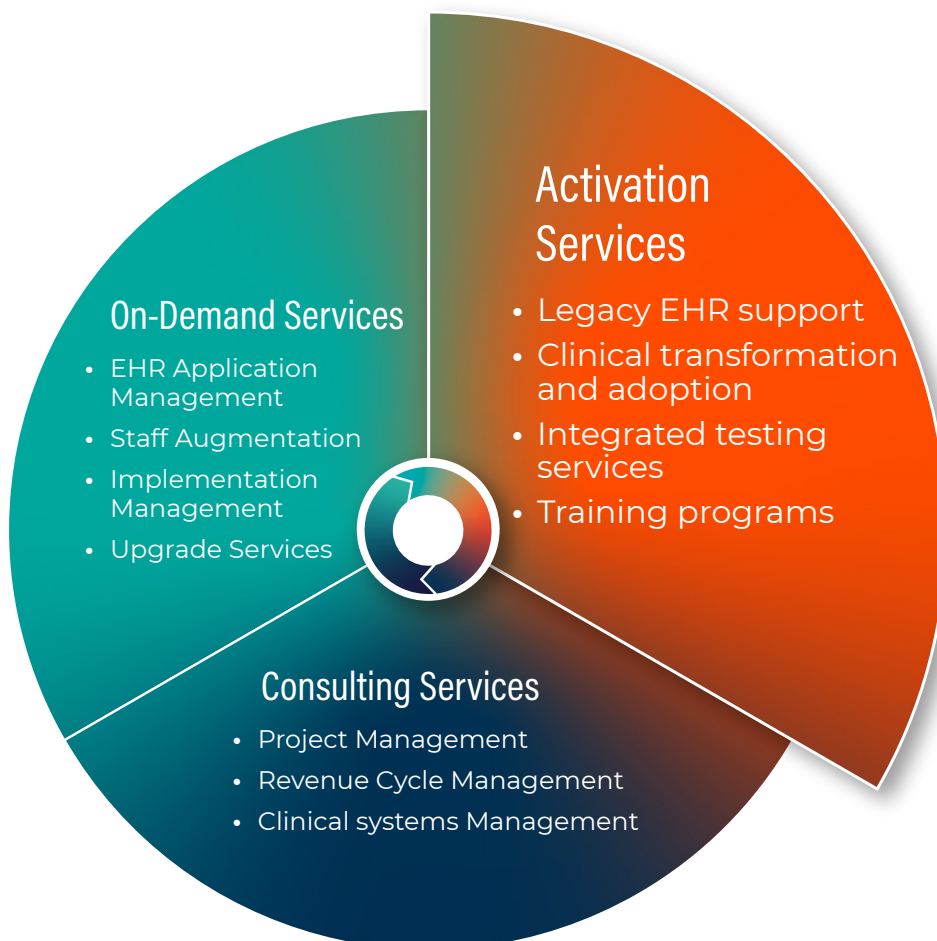 Activation
Services
• Legacy EHR support
• Clinical transformation
and adoption
• Integrated testing
services
• Training programs
On-Demand Services
• EHR Application
Management
• Staff Augmentation
• Implementation
Management
• Upgrade Services
Consulting Services
• Project Management
• Revenue Cycle Management
• Clinical systems Management